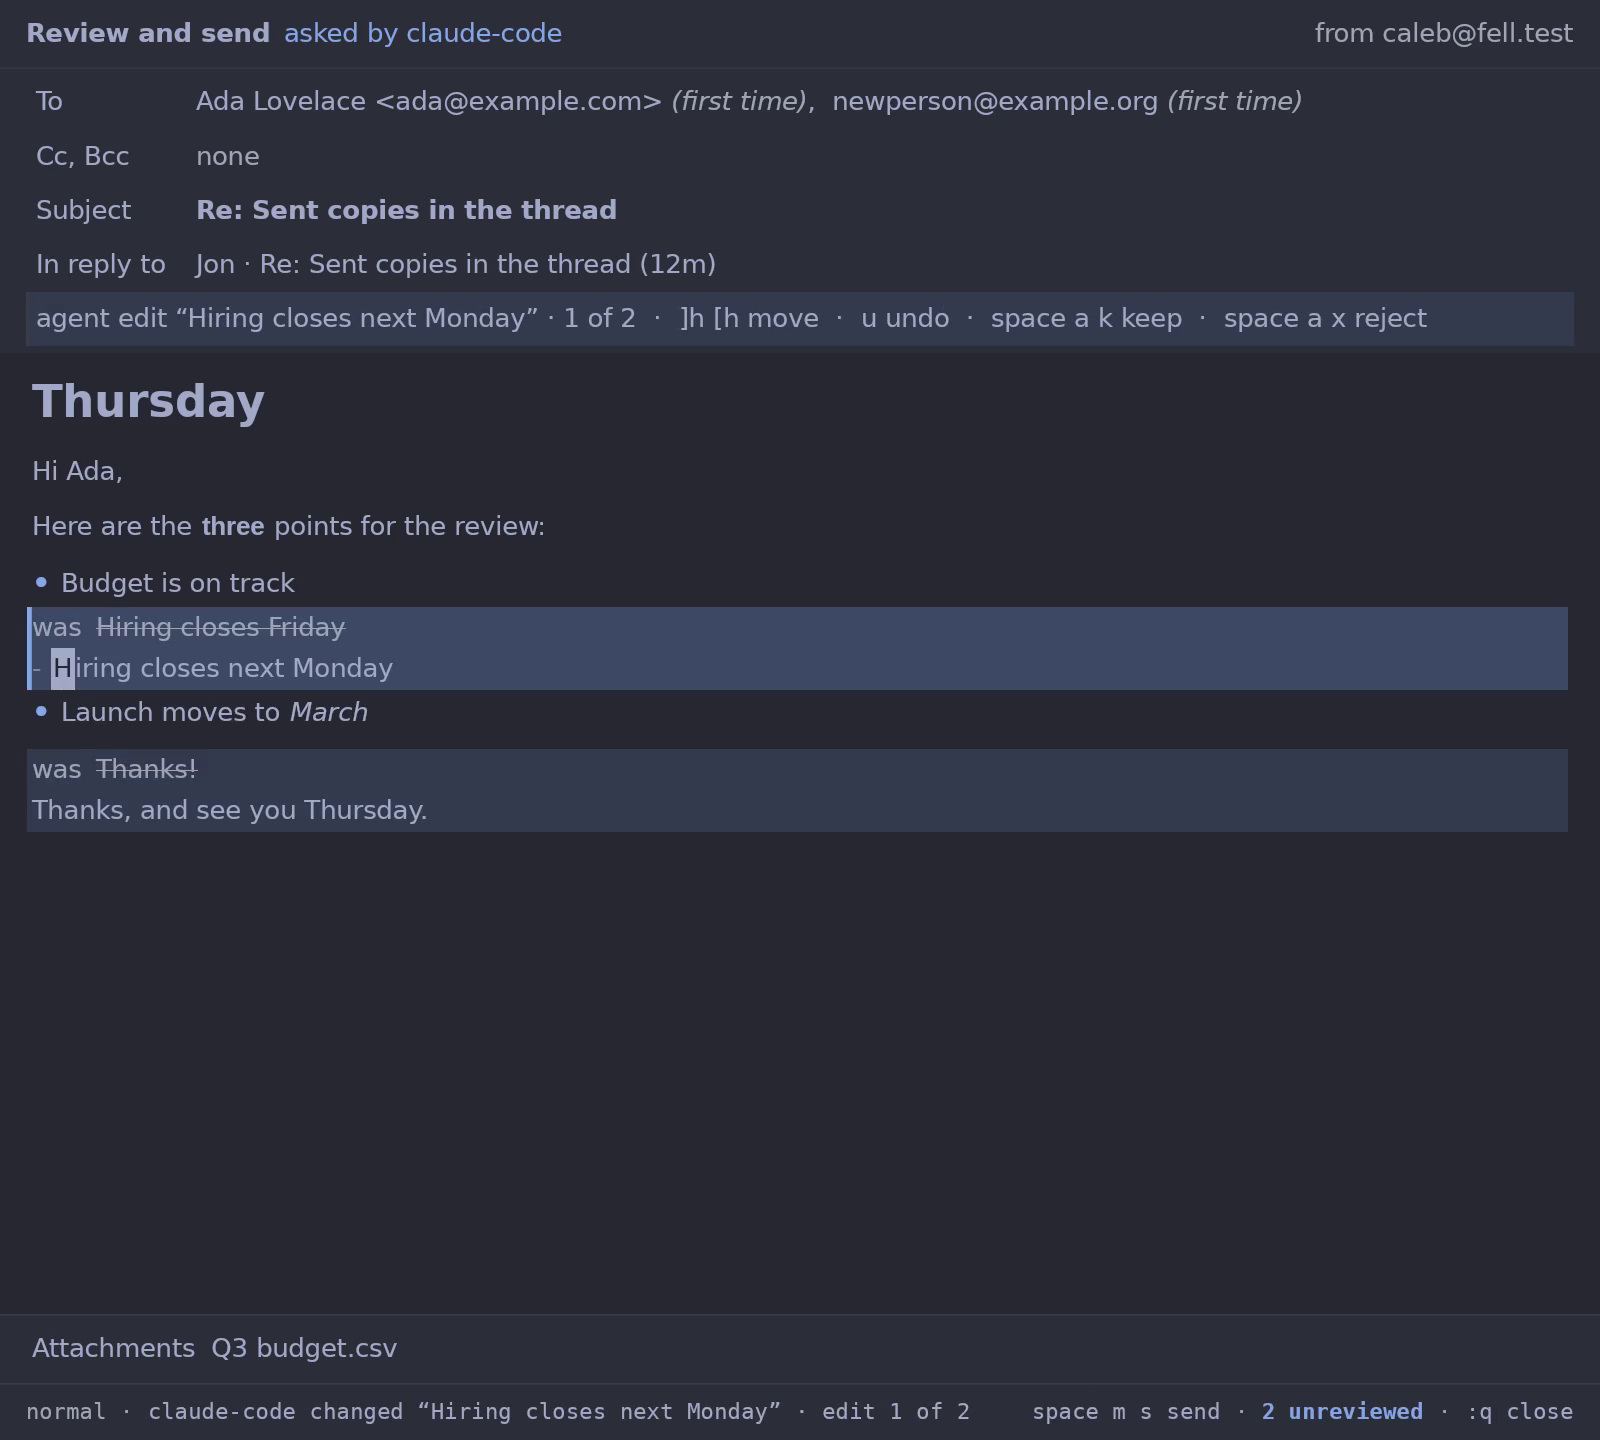 Review and send asked by claude-code from caleb@fell.test
To Ada Lovelace <ada@example.com> (first time), newperson@example.org (first time)
Cc, Bcc none
Subject Re: Sent copies in the thread
In reply to Jon · Re: Sent copies in the thread (12m)
agent edit “Hiring closes next Monday” · 1 of 2 · ]h [h move · u undo · space a k keep · space a x reject
Thursday
Hi Ada,
Here are the three points for the review:
• Budget is on track
was Hiring closes Friday
- Hiring closes next Monday
• Launch moves to March
was Thanks!
Thanks, and see you Thursday.
Attachments Q3 budget.csv
normal · claude-code changed “Hiring closes next Monday” · edit 1 of 2 space m s send · 2 unreviewed · :q close